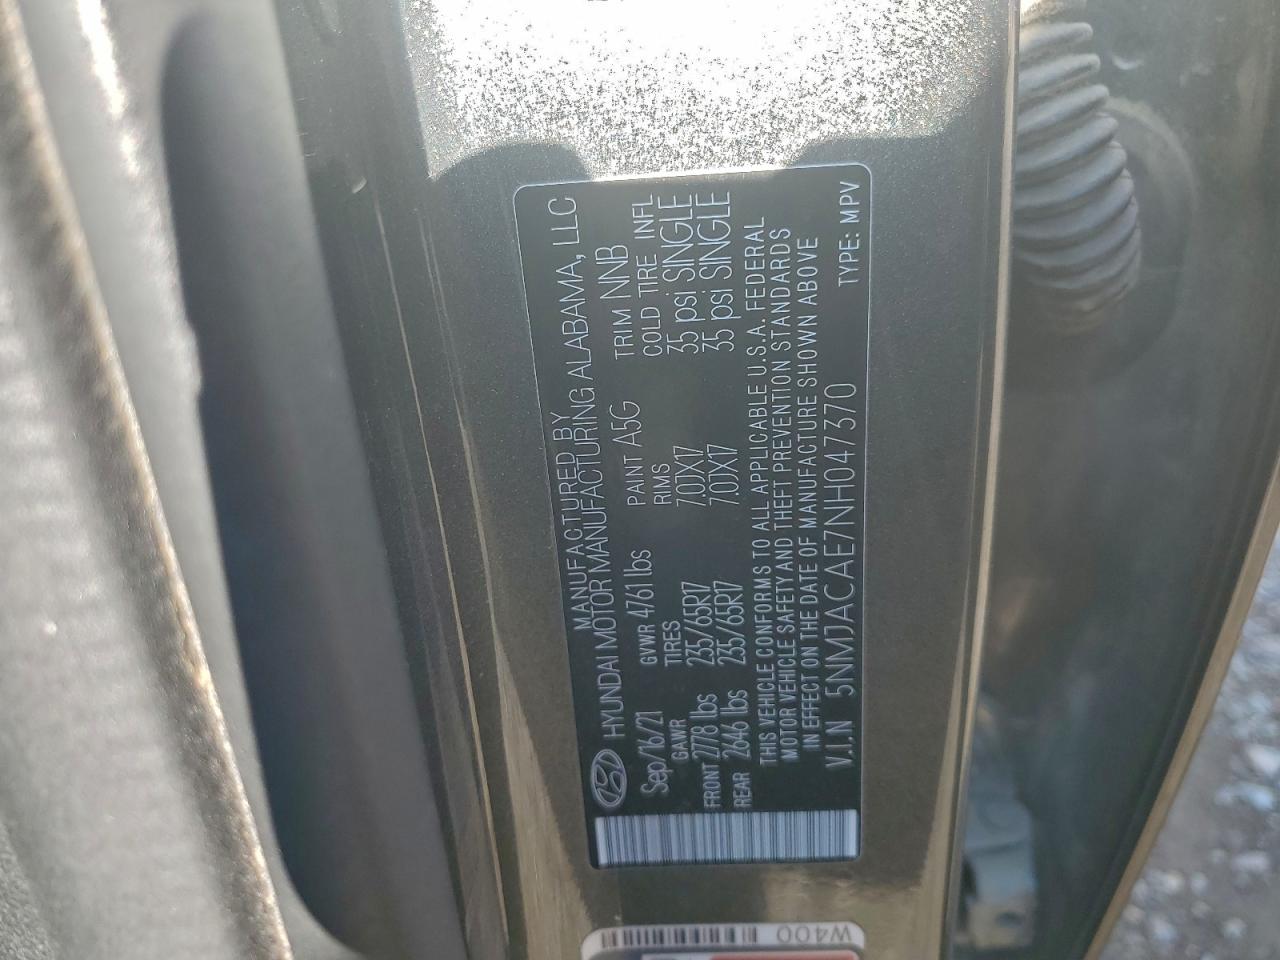 MANUFACTURED BY
HYUNDAI MOTOR MANUFACTURING ALABAMA, LLC
Sep/16/21 GVWR 4761 lbs PAINT A5G TRIM NNB
GAWR TIRES RIMS COLD TIRE INFL
FRONT 2778 lbs 235/65R17 7.0JX17 35 psi SINGLE
REAR 2646 lbs 235/65R17 7.0JX17 35 psi SINGLE
THIS VEHICLE CONFORMS TO ALL APPLICABLE U.S.A. FEDERAL
MOTOR VEHICLE SAFETY AND THEFT PREVENTION STANDARDS
IN EFFECT ON THE DATE OF MANUFACTURE SHOWN ABOVE
V.I.N 5NMJACAE7NH047370 TYPE: MPV
W400